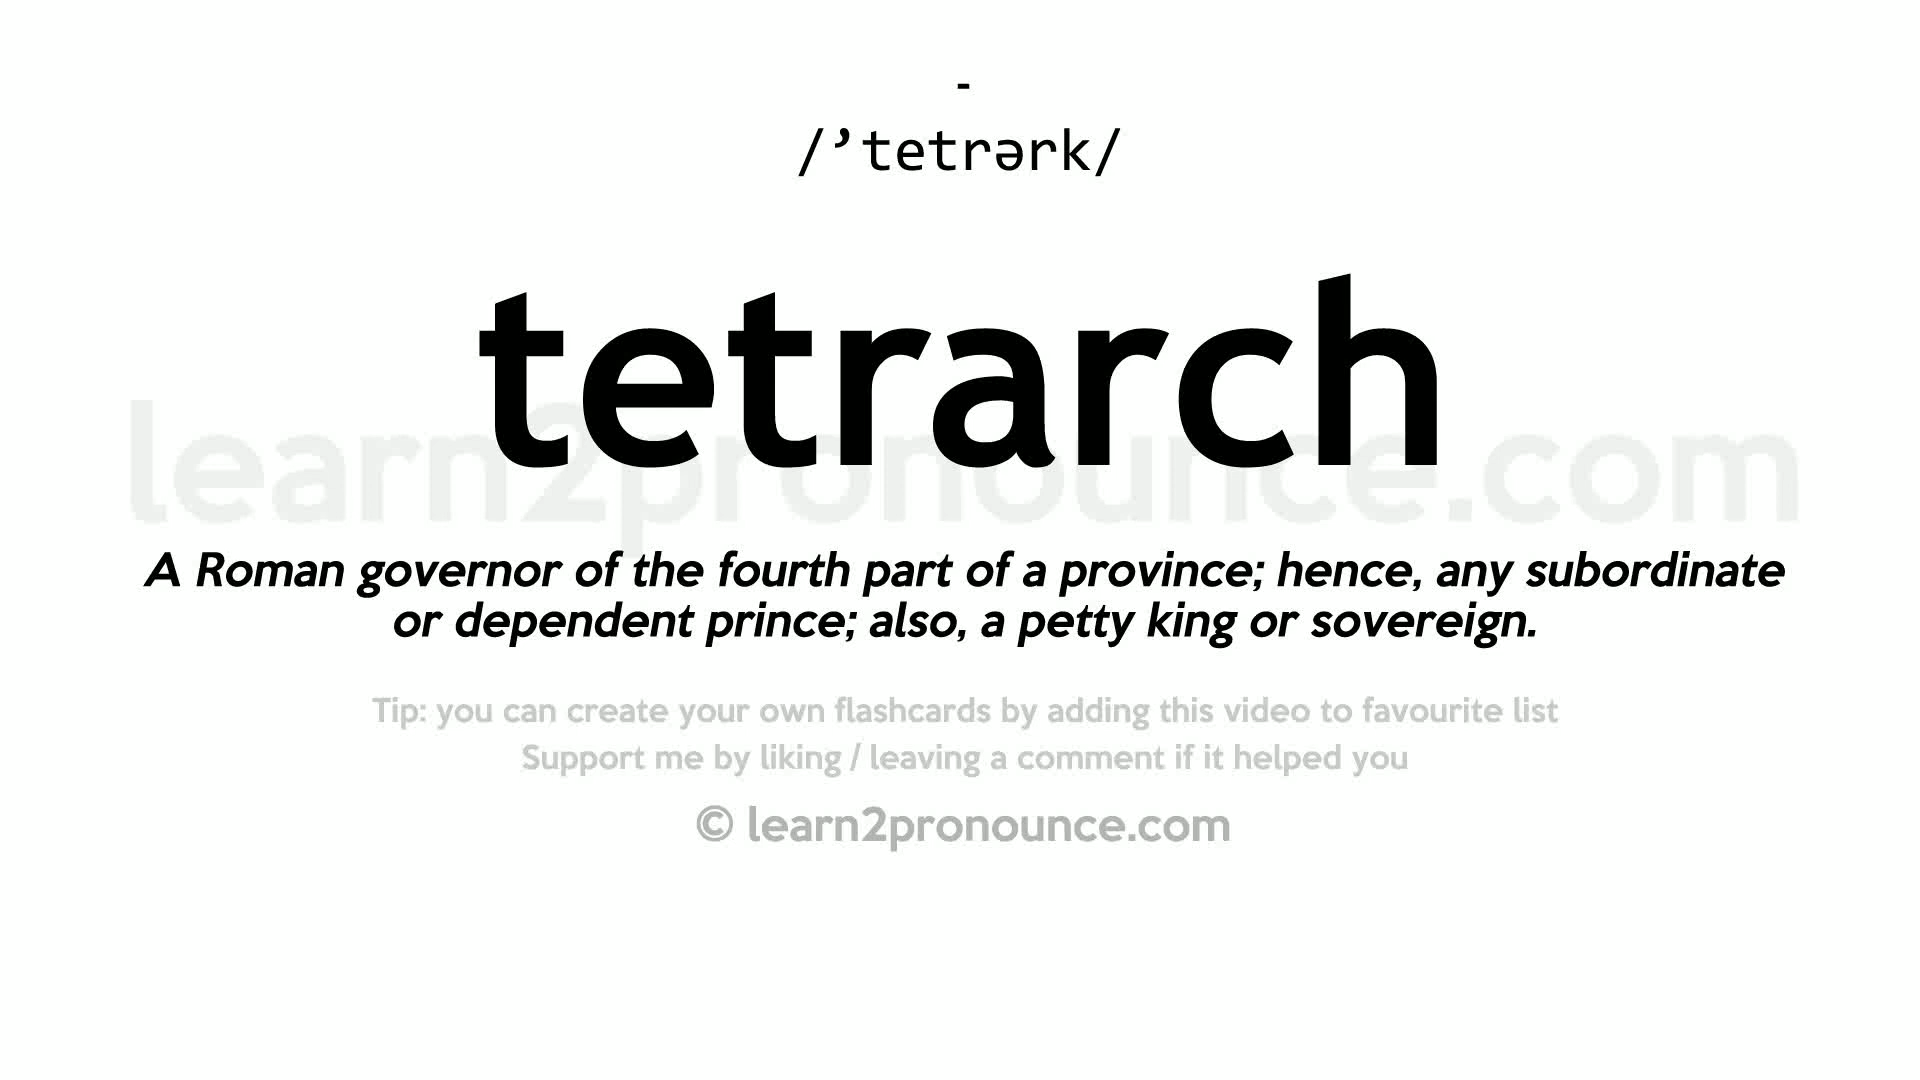 -
/’tetrərk/
tetrarch
learn2pronounce.com
A Roman governor of the fourth part of a province; hence, any subordinate
or dependent prince; also, a petty king or sovereign.
Tip: you can create your own flashcards by adding this video to favourite list
Support me by liking / leaving a comment if it helped you
© learn2pronounce.com